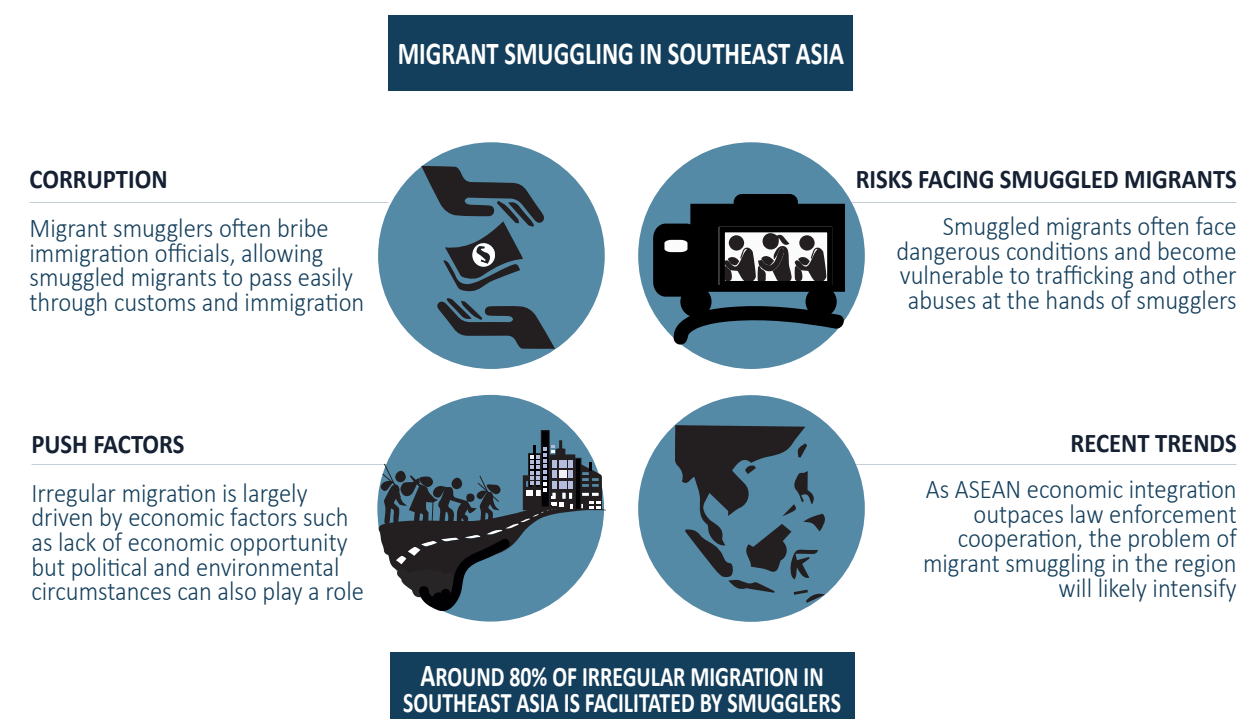 MIGRANT SMUGGLING IN SOUTHEAST ASIA
CORRUPTION
Migrant smugglers often bribe
immigration officials, allowing
smuggled migrants to pass easily
through customs and immigration
RISKS FACING SMUGGLED MIGRANTS
Smuggled migrants often face
dangerous conditions and become
vulnerable to trafficking and other
abuses at the hands of smugglers
PUSH FACTORS
Irregular migration is largely
driven by economic factors such
as lack of economic opportunity
but political and environmental
circumstances can also play a role
RECENT TRENDS
As ASEAN economic integration
outpaces law enforcement
cooperation, the problem of
migrant smuggling in the region
will likely intensify
AROUND 80% OF IRREGULAR MIGRATION IN
SOUTHEAST ASIA IS FACILITATED BY SMUGGLERS